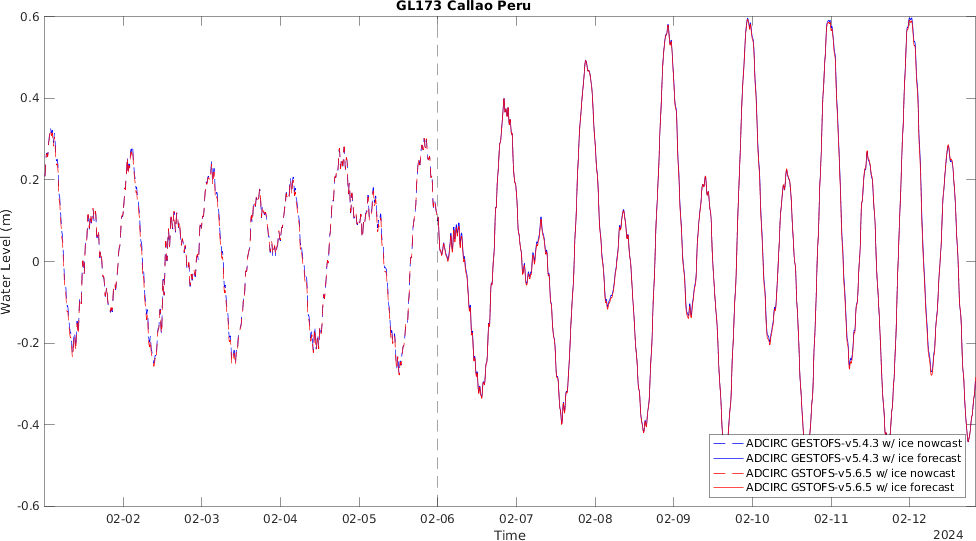 GL173 Callao Peru
0.6
0.4
0.2
0
-0.2
-0.4
-0.6
Water Level (m)
02-02 02-03 02-04 02-05 02-06 02-07 02-08 02-09 02-10 02-11 02-12
Time
2024
ADCIRC GESTOFS-v5.4.3 w/ ice nowcast
ADCIRC GESTOFS-v5.4.3 w/ ice forecast
ADCIRC GSTOFS-v5.6.5 w/ ice nowcast
ADCIRC GSTOFS-v5.6.5 w/ ice forecast